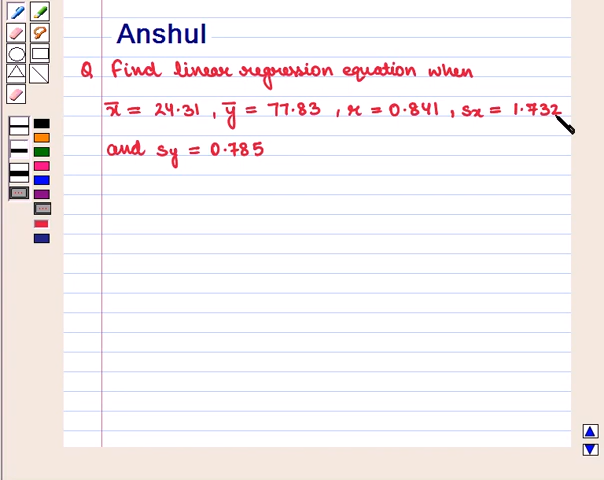 Anshul
Q Find linear regression equation when
x̄ = 24.31 , ȳ = 77.83 , r = 0.841 , sx = 1.732
and sy = 0.785